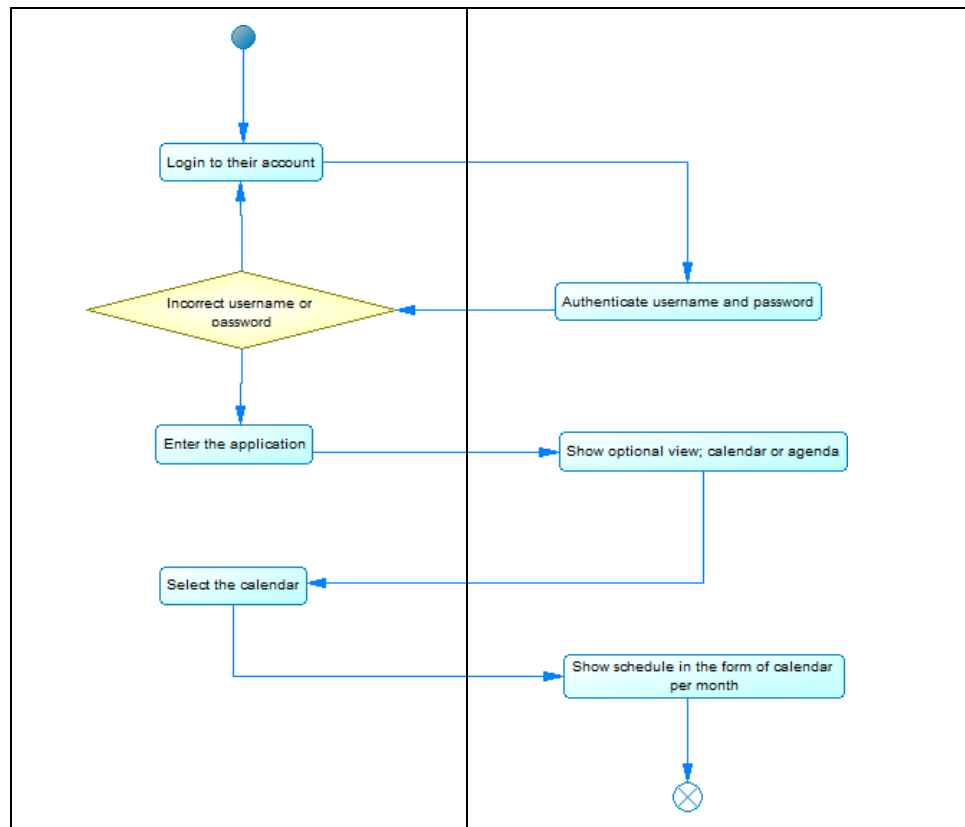 Login to their account
Incorrect username or
password
Authenticate username and password
Enter the application
Show optional view; calendar or agenda
Select the calendar
Show schedule in the form of calendar
per month